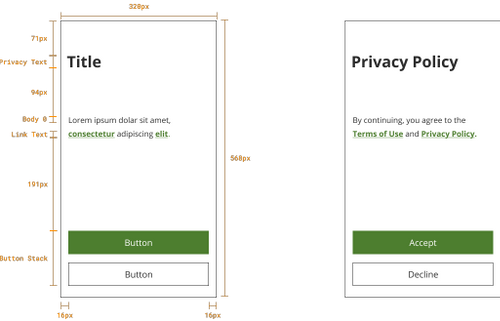 328px
71px
Privacy Text
94px
Body 0
Link Text
191px
Button Stack
568px
16px
16px
Title
Lorem ipsum dolar sit amet,
consectetur adipiscing elit.
Button
Button
Privacy Policy
By continuing, you agree to the
Terms of Use and Privacy Policy.
Accept
Decline